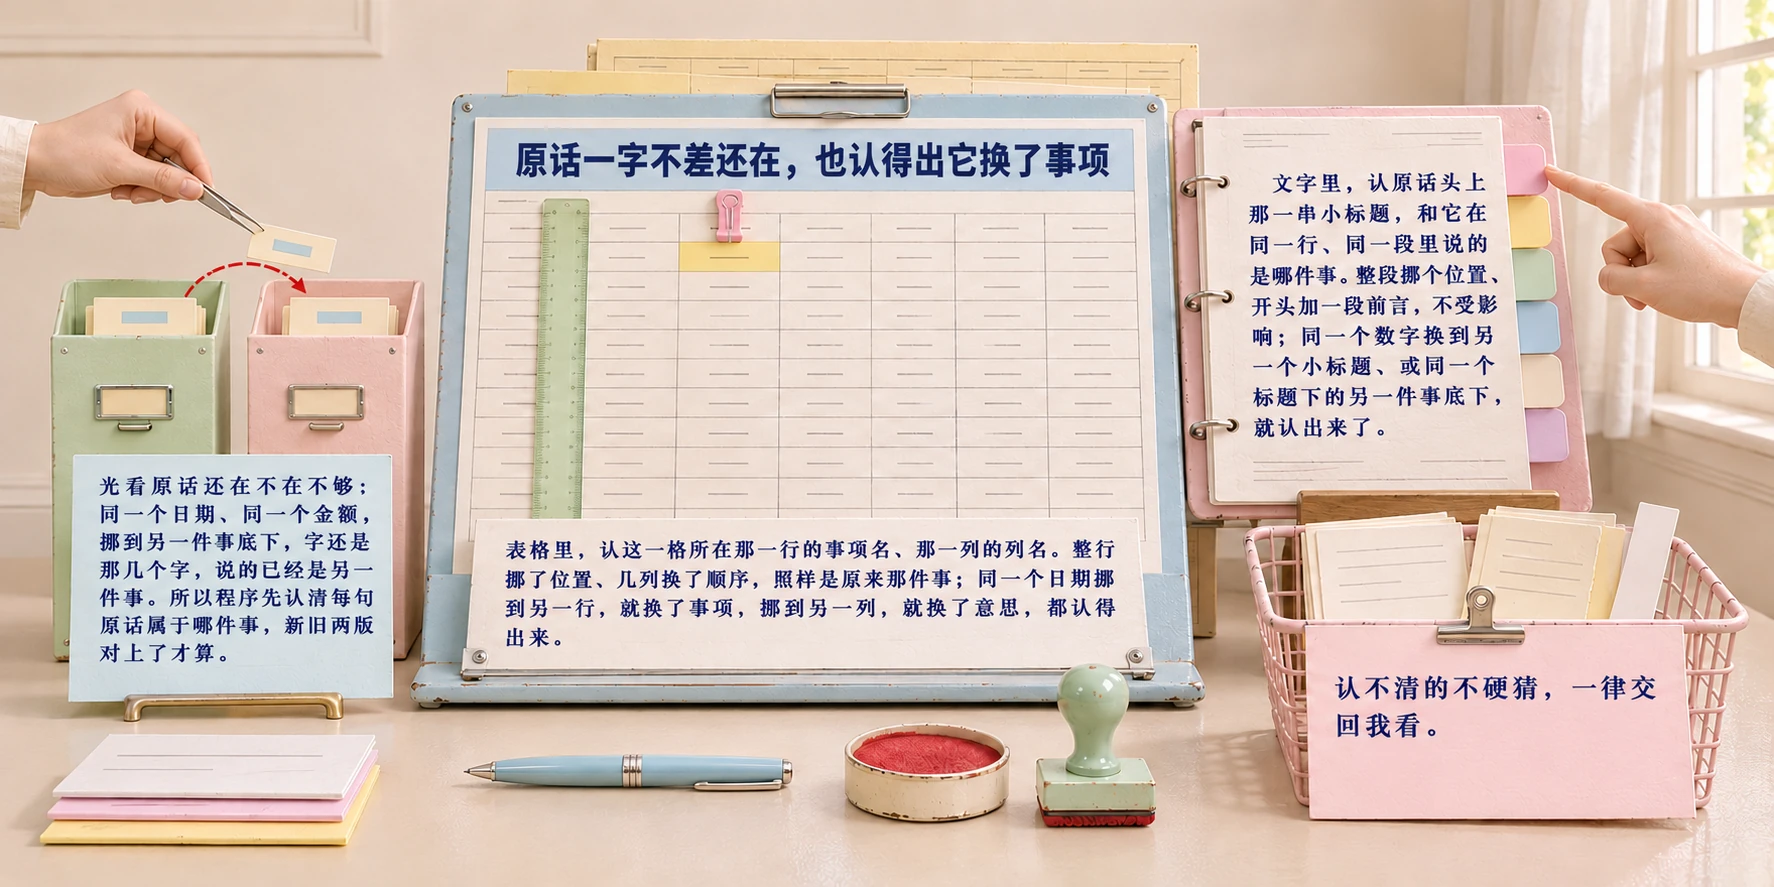 原话一字不差还在，也认得出它换了事项
光看原话还在不在不够；
同一个日期、同一个金额，
挪到另一件事底下，字还是
那几个字，说的已经是另一
件事。所以程序先认清每句
原话属于哪件事，新旧两版
对上了才算。
表格里，认这一格所在那一行的事项名、那一列的列名。整行
挪了位置、几列换了顺序，照样是原来那件事；同一个日期挪
到另一行，就换了事项，挪到另一列，就换了意思，都认得
出来。
文字里，认原话头上
那一串小标题，和它在
同一行、同一段里说的
是哪件事。整段挪个位置、
开头加一段前言，不受影
响；同一个数字换到另
一个小标题、或同一个
标题下的另一件事底下，
就认出来了。
认不清的不硬猜，一律交
回我看。